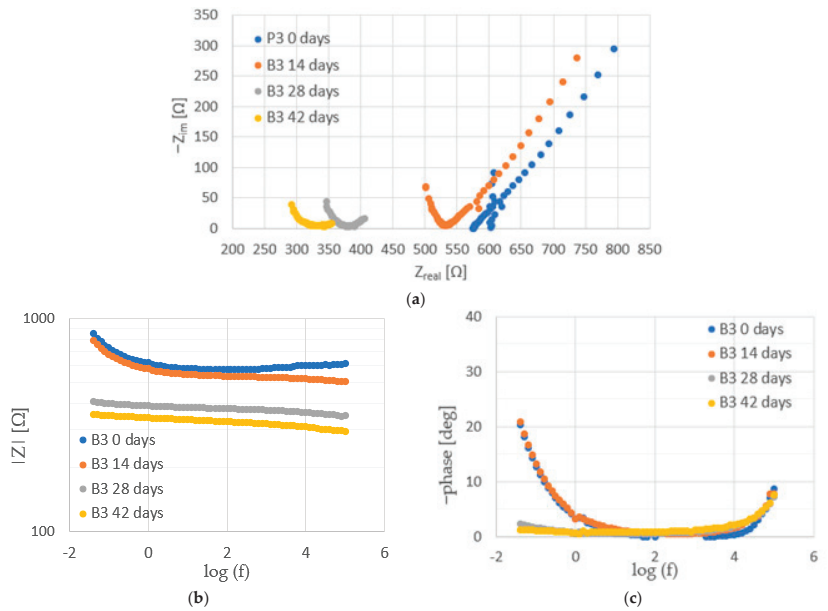 350
300
250
200
150
100
50
0
−Zim [Ω]
P3 0 days
B3 14 days
B3 28 days
B3 42 days
200 250 300 350 400 450 500 550 600 650 700 750 800 850
Zreal [Ω]
(a)
1000
100
|Z| [Ω]
B3 0 days
B3 14 days
B3 28 days
B3 42 days
-2 0 2 4 6
log (f)
(b)
40
30
20
10
0
−phase [deg]
B3 0 days
B3 14 days
B3 28 days
B3 42 days
-2 0 2 4 6
log (f)
(c)